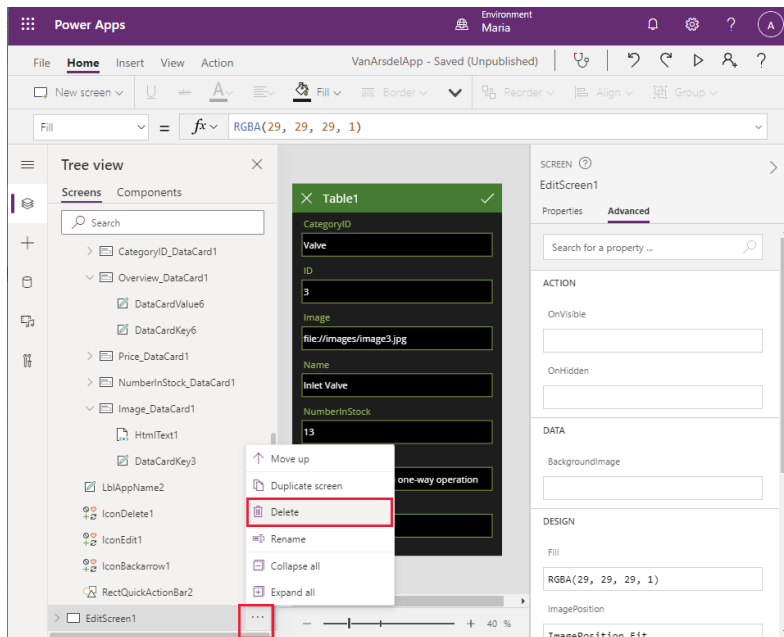 Power Apps
Environment
Maria
A
File Home Insert View Action
VanArsdelApp - Saved (Unpublished)
New screen
U
abc
A
Fill
Border
Reorder
Align
Group
Fill
=
fx
RGBA(29, 29, 29, 1)
Tree view
Screens Components
Search
CategoryID_DataCard1
Overview_DataCard1
DataCardValue6
DataCardKey6
Price_DataCard1
NumberInStock_DataCard1
Image_DataCard1
HtmlText1
DataCardKey3
LblAppName2
IconDelete1
IconEdit1
IconBackarrow1
RectQuickActionBar2
EditScreen1
...
Move up
Duplicate screen
Delete
Rename
Collapse all
Expand all
Table1
CategoryID
Valve
ID
3
Image
file://images/image3.jpg
Name
Inlet Valve
NumberInStock
13
one-way operation
40 %
SCREEN
EditScreen1
Properties Advanced
Search for a property ...
ACTION
OnVisible
OnHidden
DATA
BackgroundImage
DESIGN
Fill
RGBA(29, 29, 29, 1)
ImagePosition
ImagePosition.Fit